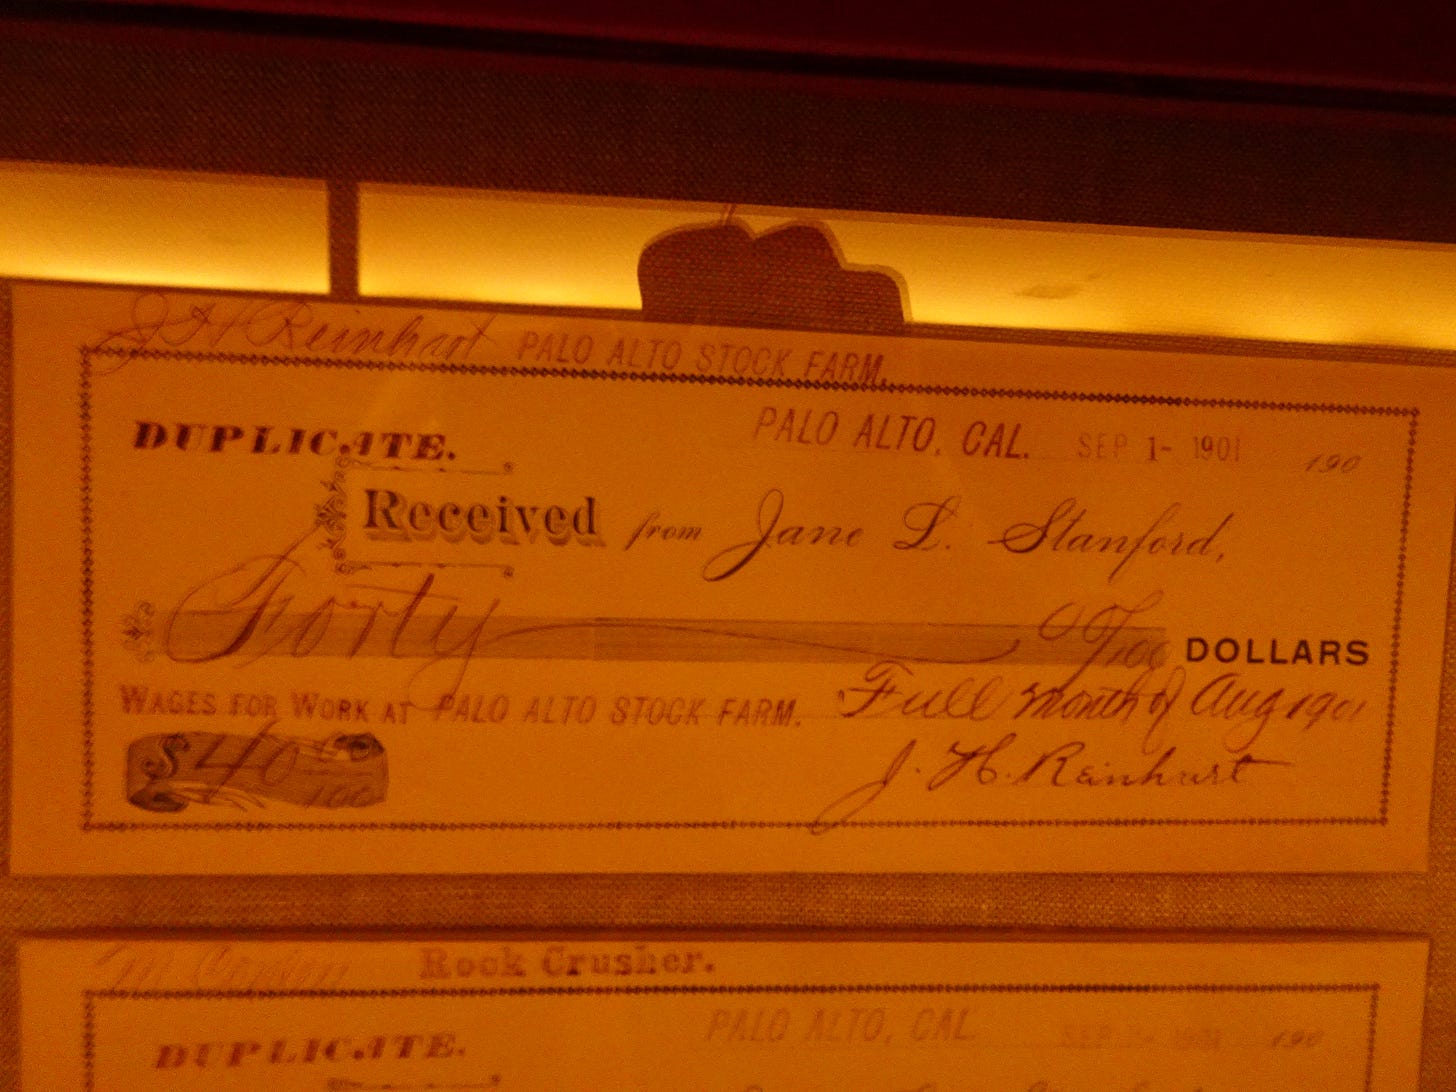 J H Reinhart PALO ALTO STOCK FARM.
DUPLICATE.
PALO ALTO, CAL. SEP 1- 1901 190
Received from Jane L. Stanford,
Forty 00/100 DOLLARS
WAGES FOR WORK AT PALO ALTO STOCK FARM. Full month of Aug 1901
$40 /100
J. H. Reinhart
Rock Crusher.
PALO ALTO, CAL. SEP 1901 190
DUPLICATE.